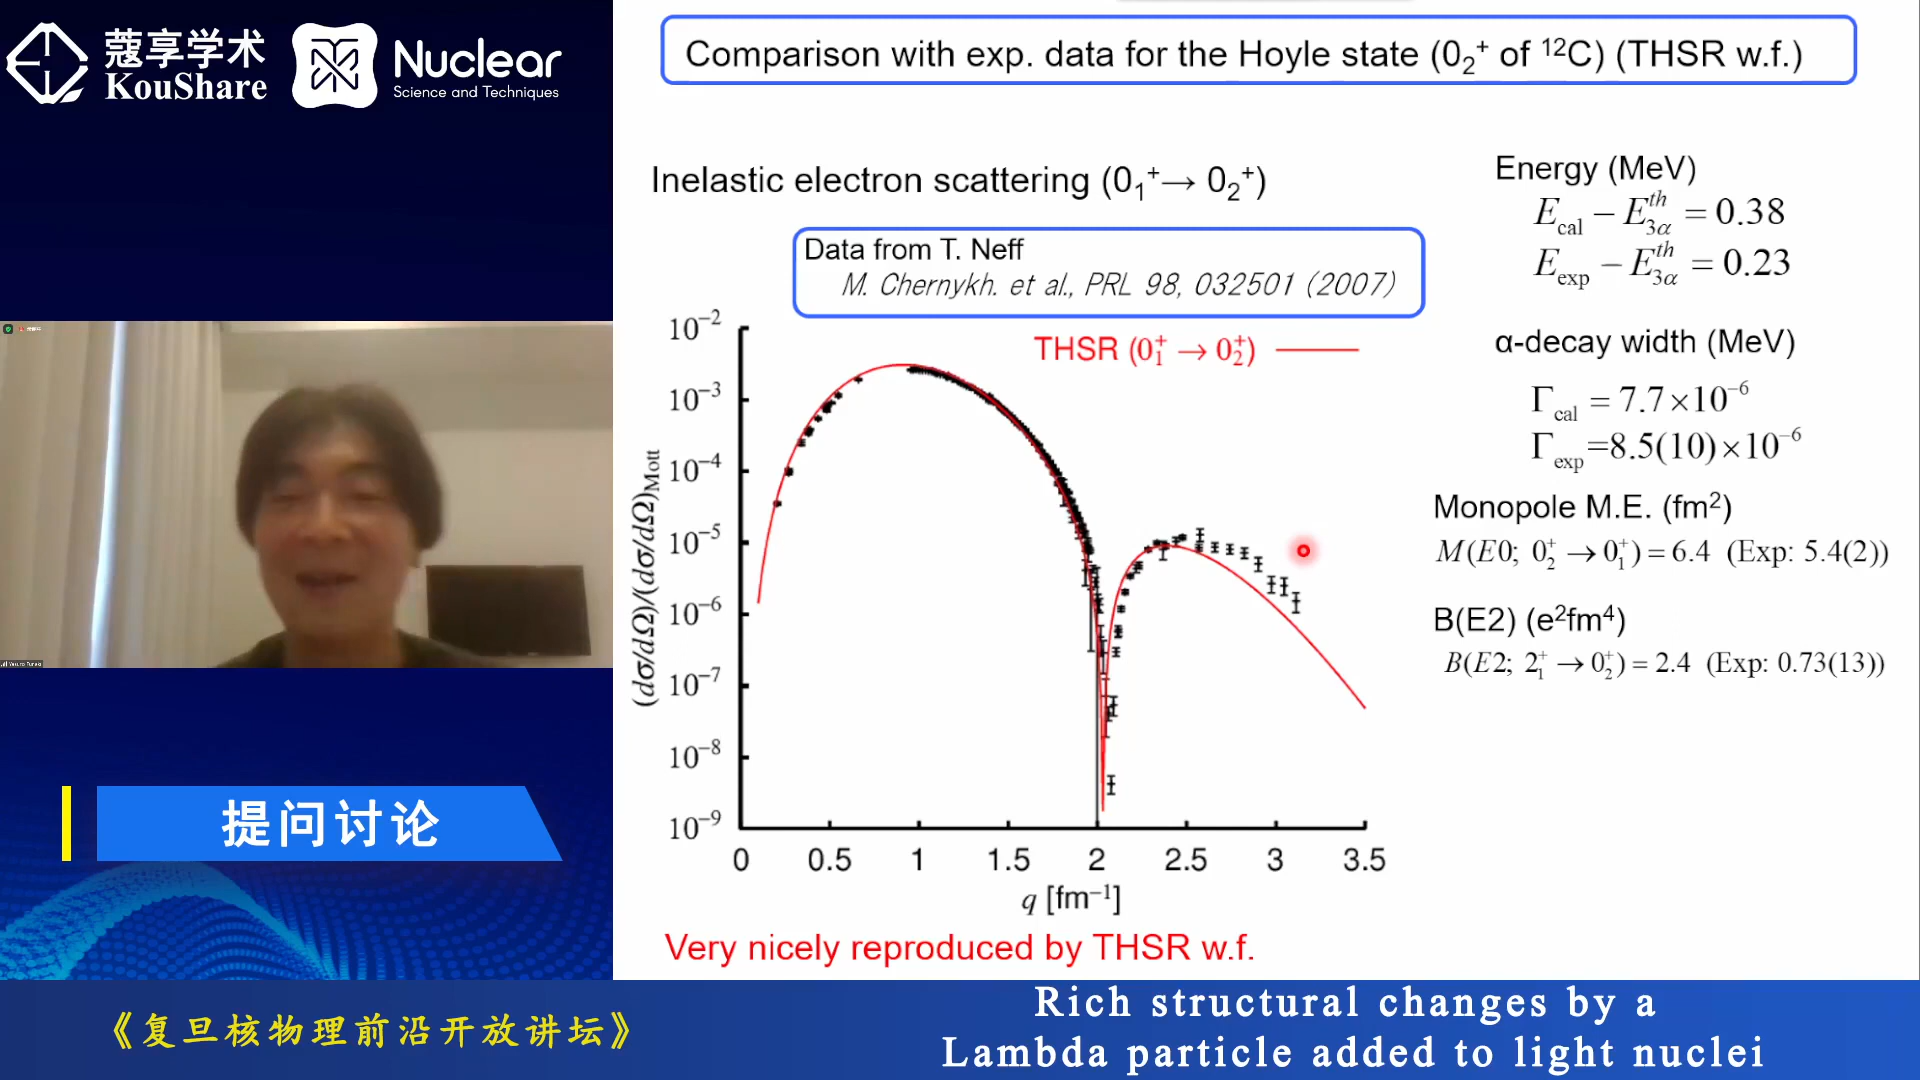 蔻享学术
KouShare
Nuclear
Science and Techniques
Comparison with exp. data for the Hoyle state (0₂⁺ of ¹²C) (THSR w.f.)
Inelastic electron scattering (0₁⁺→ 0₂⁺)
Data from T. Neff
M. Chernykh. et al., PRL 98, 032501 (2007)
THSR (0₁⁺ → 0₂⁺)
10⁻²
10⁻³
10⁻⁴
10⁻⁵
10⁻⁶
10⁻⁷
10⁻⁸
10⁻⁹
(dσ/dΩ)/(dσ/dΩ)Mott
0 0.5 1 1.5 2 2.5 3 3.5
q [fm⁻¹]
Very nicely reproduced by THSR w.f.
Energy (MeV)
E_cal − E_3α^th = 0.38
E_exp − E_3α^th = 0.23
α-decay width (MeV)
Γ_cal = 7.7×10⁻⁶
Γ_exp =8.5(10)×10⁻⁶
Monopole M.E. (fm²)
M(E0; 0₂⁺ → 0₁⁺) = 6.4 (Exp: 5.4(2))
B(E2) (e²fm⁴)
B(E2; 2₁⁺ → 0₂⁺) = 2.4 (Exp: 0.73(13))
提问讨论
《复旦核物理前沿开放讲坛》
Rich structural changes by a
Lambda particle added to light nuclei